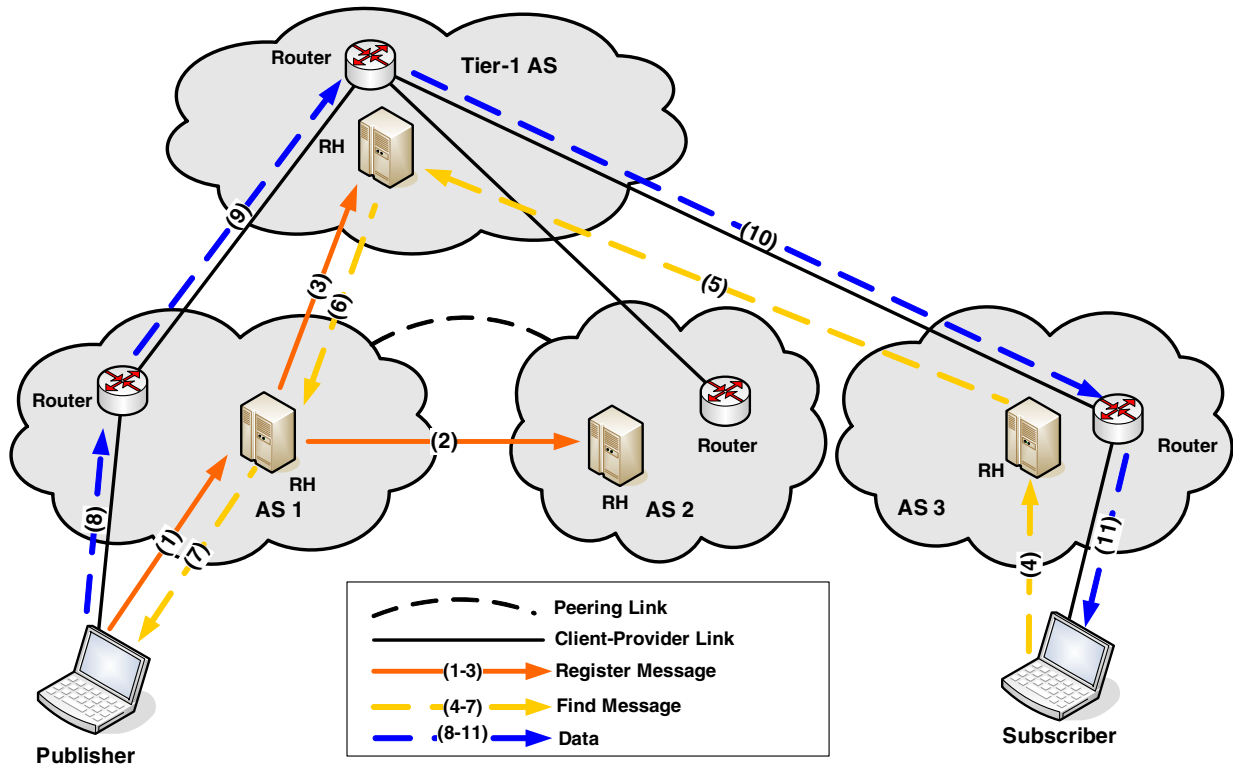 Router
Tier-1 AS
RH
(9)
(10)
(3)
(6)
(5)
Router
RH
AS 1
(2)
Router
RH
AS 2
RH
Router
AS 3
(8)
(1)
(7)
(4)
(11)
Publisher
Subscriber
Peering Link
Client-Provider Link
(1-3)
Register Message
(4-7)
Find Message
(8-11)
Data